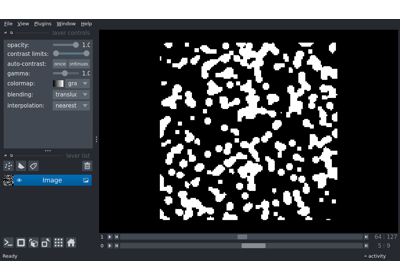 File View Plugins Window Help
layer controls
opacity: 1.0
contrast limits:
auto-contrast: once
gamma: 1.0
colormap: gra
blending: translu
interpolation: nearest
layer list
Image
1 64 127
0 5 9
Ready activity